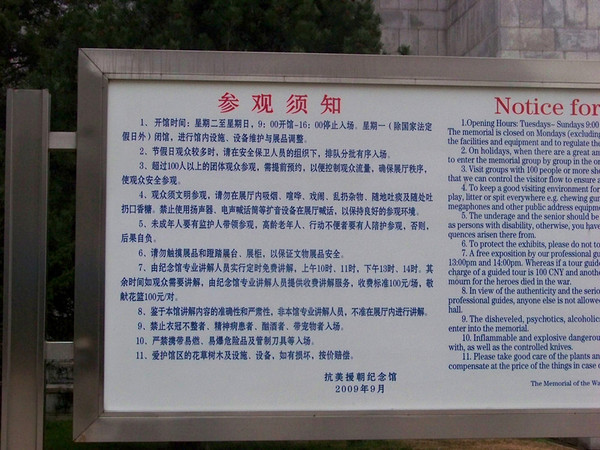 参观须知
1. 开馆时间：星期二至星期日，9：00开馆-16：00停止入场。星期一（除国家法定
假日外）闭馆，进行馆内设施、设备维护与展品调整。
2. 节假日观众较多时，请在安全保卫人员的组织下，排队分批有序入场。
3. 超过100人以上的团体观众参观，需提前预约，以便控制观众流量，确保展厅秩序，
使观众安全参观。
4. 观众须文明参观，请勿在展厅内吸烟、喧哗、戏闹、乱扔杂物、随地吐痰及随处吐
扔口香糖。禁止使用扬声器、电声喊话筒等扩音设备在展厅喊话，以保持良好的参观环境。
5. 未成年人要有监护人带领参观，高龄老年人、行动不便者要有人陪护参观，否则，
后果自负。
6. 请勿触摸展品和蹬踏展台、展柜，以保证文物展品安全。
7. 由纪念馆专业讲解人员实行定时免费讲解，上午10时、11时，下午13时、14时。其
余时间如观众需要讲解，由纪念馆专业讲解人员提供收费讲解服务，收费标准100元/场，敬
献花篮100元/对。
8. 鉴于本馆讲解内容的准确性和严肃性，非本馆专业讲解人员，不准在展厅内进行讲解。
9. 禁止衣冠不整者、精神病患者、酗酒者、带宠物者入场。
10. 严禁携带易燃、易爆危险品及管制刀具等入场。
11. 爱护馆区的花草树木及设施、设备，如有损坏，按价赔偿。
抗美援朝纪念馆
2009年9月
Notice for
1.Opening Hours: Tuesdays~ Sundays 9:00
The memorial is closed on Mondays (excluding
the facilities and equipment and to regulate the
2. On holidays, when there are a great an
to enter the memorial group by group in the or
3. Visit groups with 100 people or more sh
that we can control the visitor flow to ensure a
4. To keep a good visiting environment for
play, litter or spit everywhere e.g. chewing gum
megaphones and other public address equipme
5. The underage and the senior should be
as persons with disability, otherwise, you have
quences arisen there from.
6. To protect the exhibits, please do not to
7. A free exposition by our professional gu
13:00pm and 14:00pm. Whereas if a tour guide
charge of a guided tour is 100 CNY and anothe
mourn for the heroes died in the war.
8. In view of the authenticity and the serio
professional guides, anyone else is not allowed
hall.
9. The disheveled, psychotics, alcoholics
enter into the memorial.
10. Inflammable and explosive dangerous
with, as well as the controlled knives.
11. Please take good care of the plants an
compensate at the price of the things in case o
The Memorial of the Wa